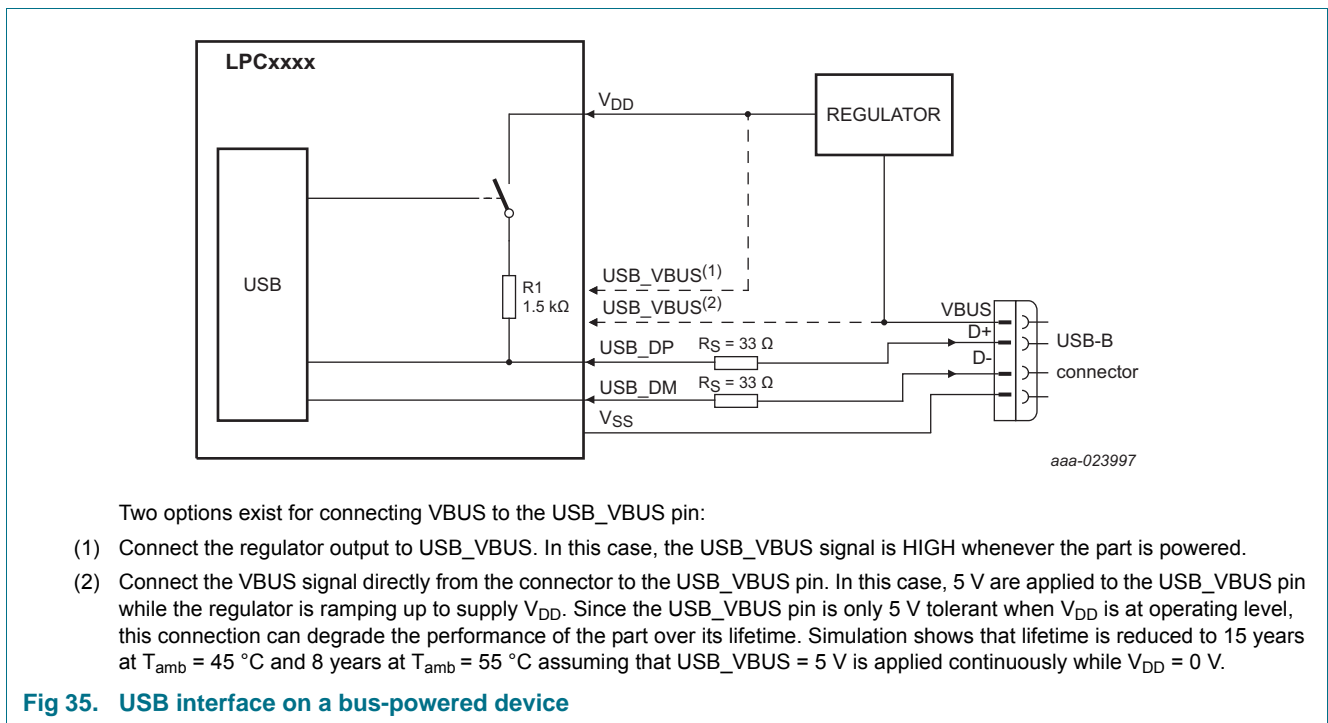 LPCxxxx
VDD
REGULATOR
USB
R1
1.5 kΩ
USB_VBUS(1)
USB_VBUS(2)
VBUS
D+
USB-B
USB_DP
RS = 33 Ω
D-
connector
USB_DM
RS = 33 Ω
VSS
aaa-023997
Two options exist for connecting VBUS to the USB_VBUS pin:
(1) Connect the regulator output to USB_VBUS. In this case, the USB_VBUS signal is HIGH whenever the part is powered.
(2) Connect the VBUS signal directly from the connector to the USB_VBUS pin. In this case, 5 V are applied to the USB_VBUS pin
while the regulator is ramping up to supply VDD. Since the USB_VBUS pin is only 5 V tolerant when VDD is at operating level,
this connection can degrade the performance of the part over its lifetime. Simulation shows that lifetime is reduced to 15 years
at Tamb = 45 °C and 8 years at Tamb = 55 °C assuming that USB_VBUS = 5 V is applied continuously while VDD = 0 V.
Fig 35. USB interface on a bus-powered device